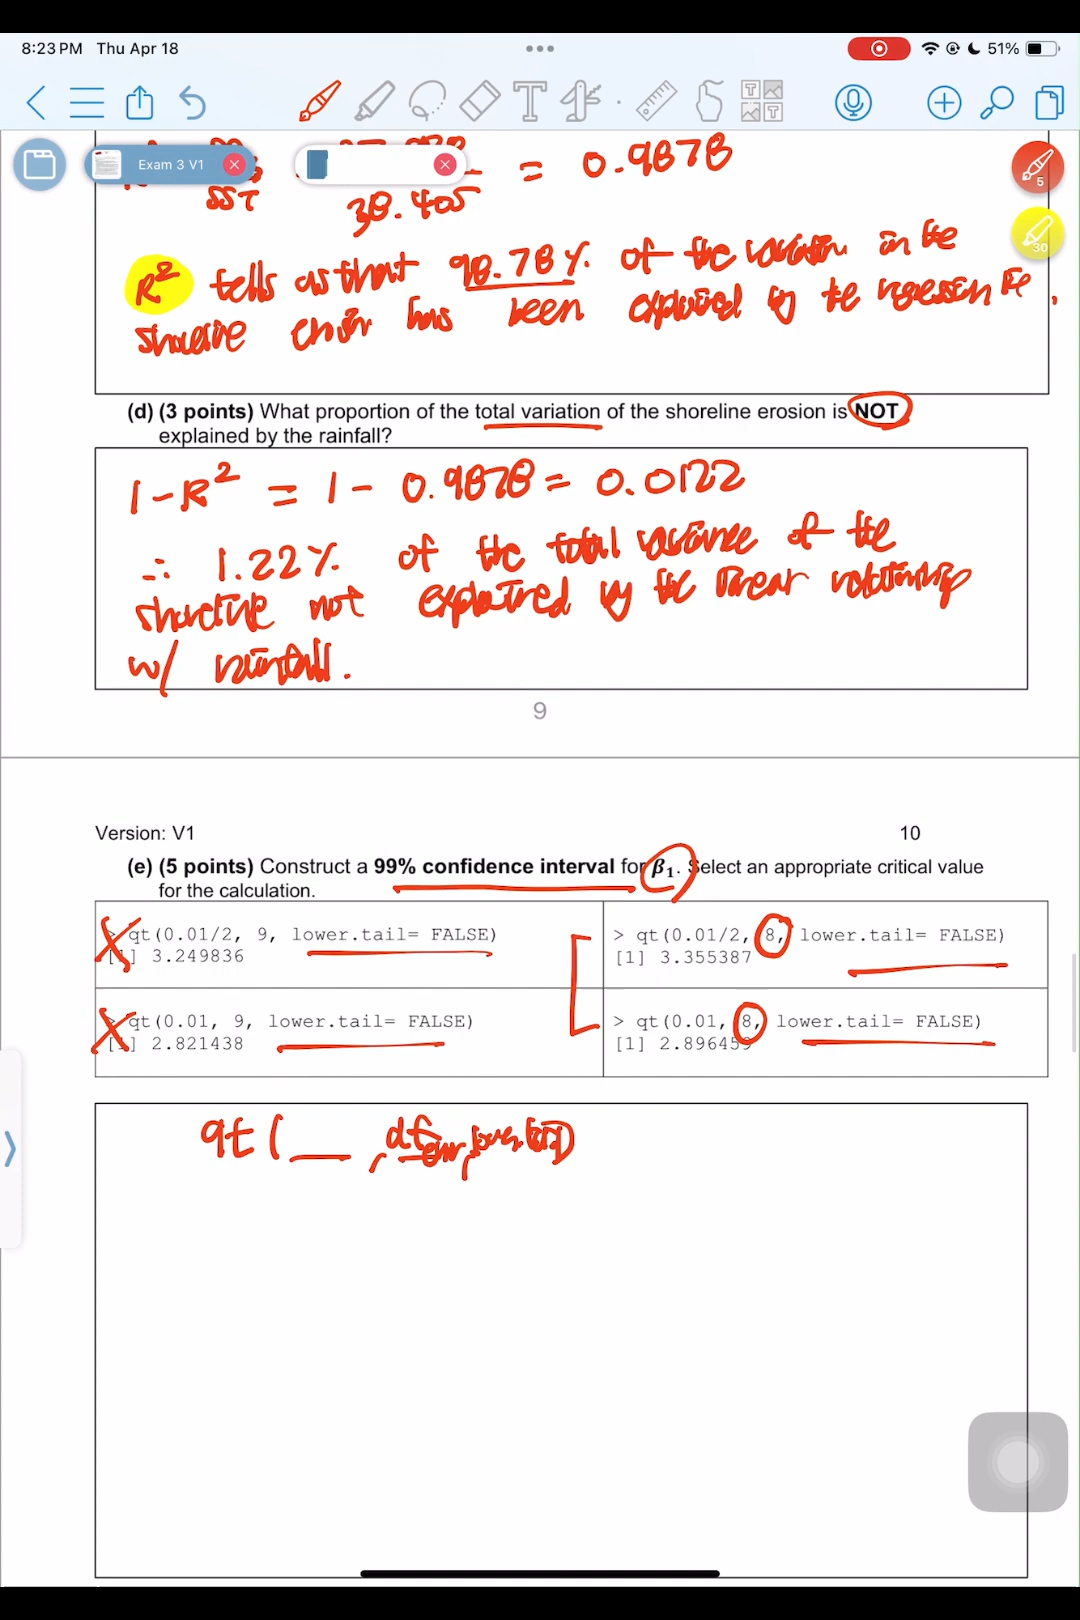 8:23 PM Thu Apr 18
51%
Exam 3 V1
5
30
SST
38.405
= 0.9878
R² tells us that 98.78% of the variation in the
shoreline erosion has been explained by the regression line.
(d) (3 points) What proportion of the total variation of the shoreline erosion is NOT
explained by the rainfall?
1-R² = 1 - 0.9878 = 0.0122
∴ 1.22% of the total variance of the
shoreline not explained by the linear relationship
w/ rainfall.
9
Version: V1
10
(e) (5 points) Construct a 99% confidence interval for β₁. Select an appropriate critical value
for the calculation.
> qt(0.01/2, 9, lower.tail= FALSE)
[1] 3.249836
> qt(0.01/2, 8, lower.tail= FALSE)
[1] 3.355387
> qt(0.01, 9, lower.tail= FALSE)
[1] 2.821438
> qt(0.01, 8, lower.tail= FALSE)
[1] 2.896459
qt(__, df